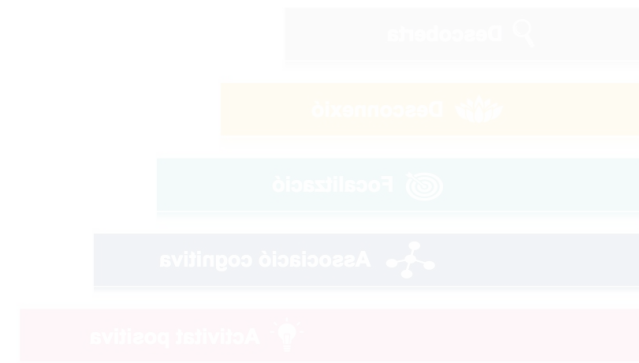 Descoberta
Desconnexió
Focalització
Associació cognitiva
Activitat positiva